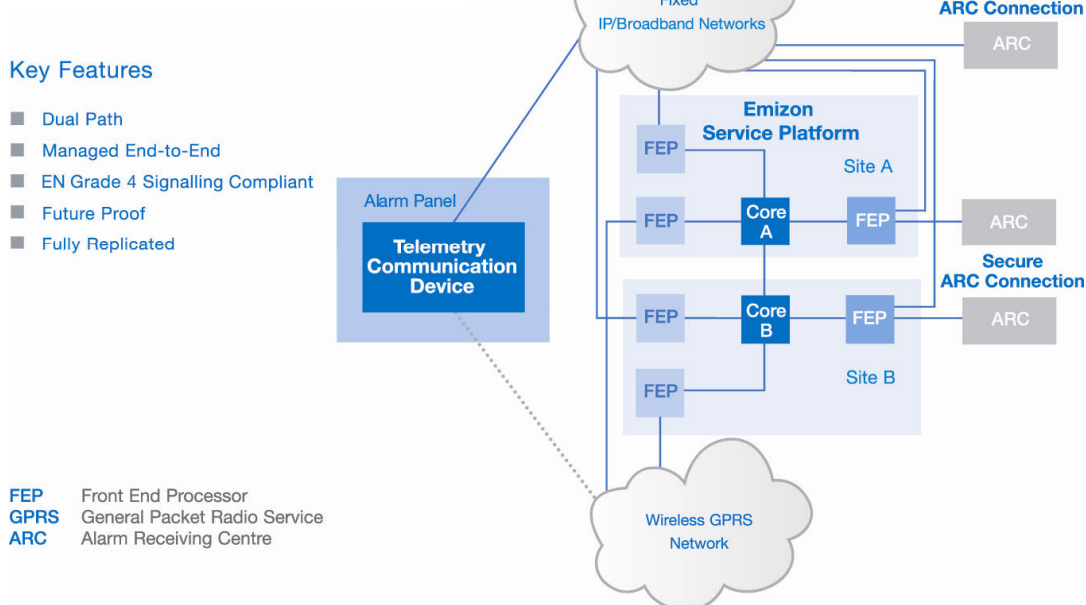 Fixed
IP/Broadband Networks
ARC Connection
ARC
Key Features
Dual Path
Managed End-to-End
EN Grade 4 Signalling Compliant
Future Proof
Fully Replicated
Alarm Panel
Telemetry
Communication
Device
Emizon
Service Platform
Site A
FEP
FEP
Core
A
FEP
ARC
Secure
ARC Connection
FEP
Core
B
FEP
ARC
Site B
FEP
Wireless GPRS
Network
FEP Front End Processor
GPRS General Packet Radio Service
ARC Alarm Receiving Centre